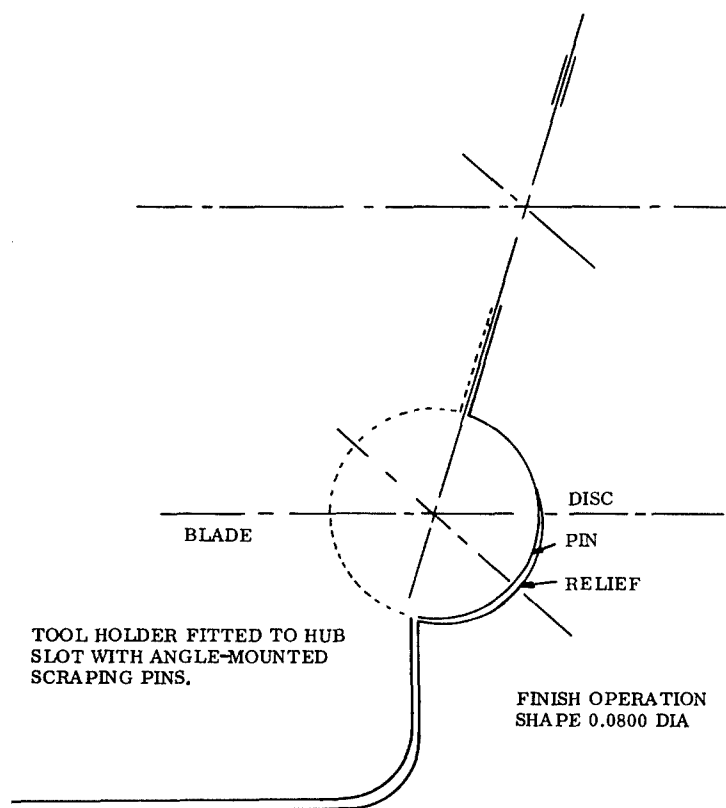 DISC
BLADE
PIN
RELIEF
TOOL HOLDER FITTED TO HUB
SLOT WITH ANGLE-MOUNTED
SCRAPING PINS.
FINISH OPERATION
SHAPE 0.0800 DIA